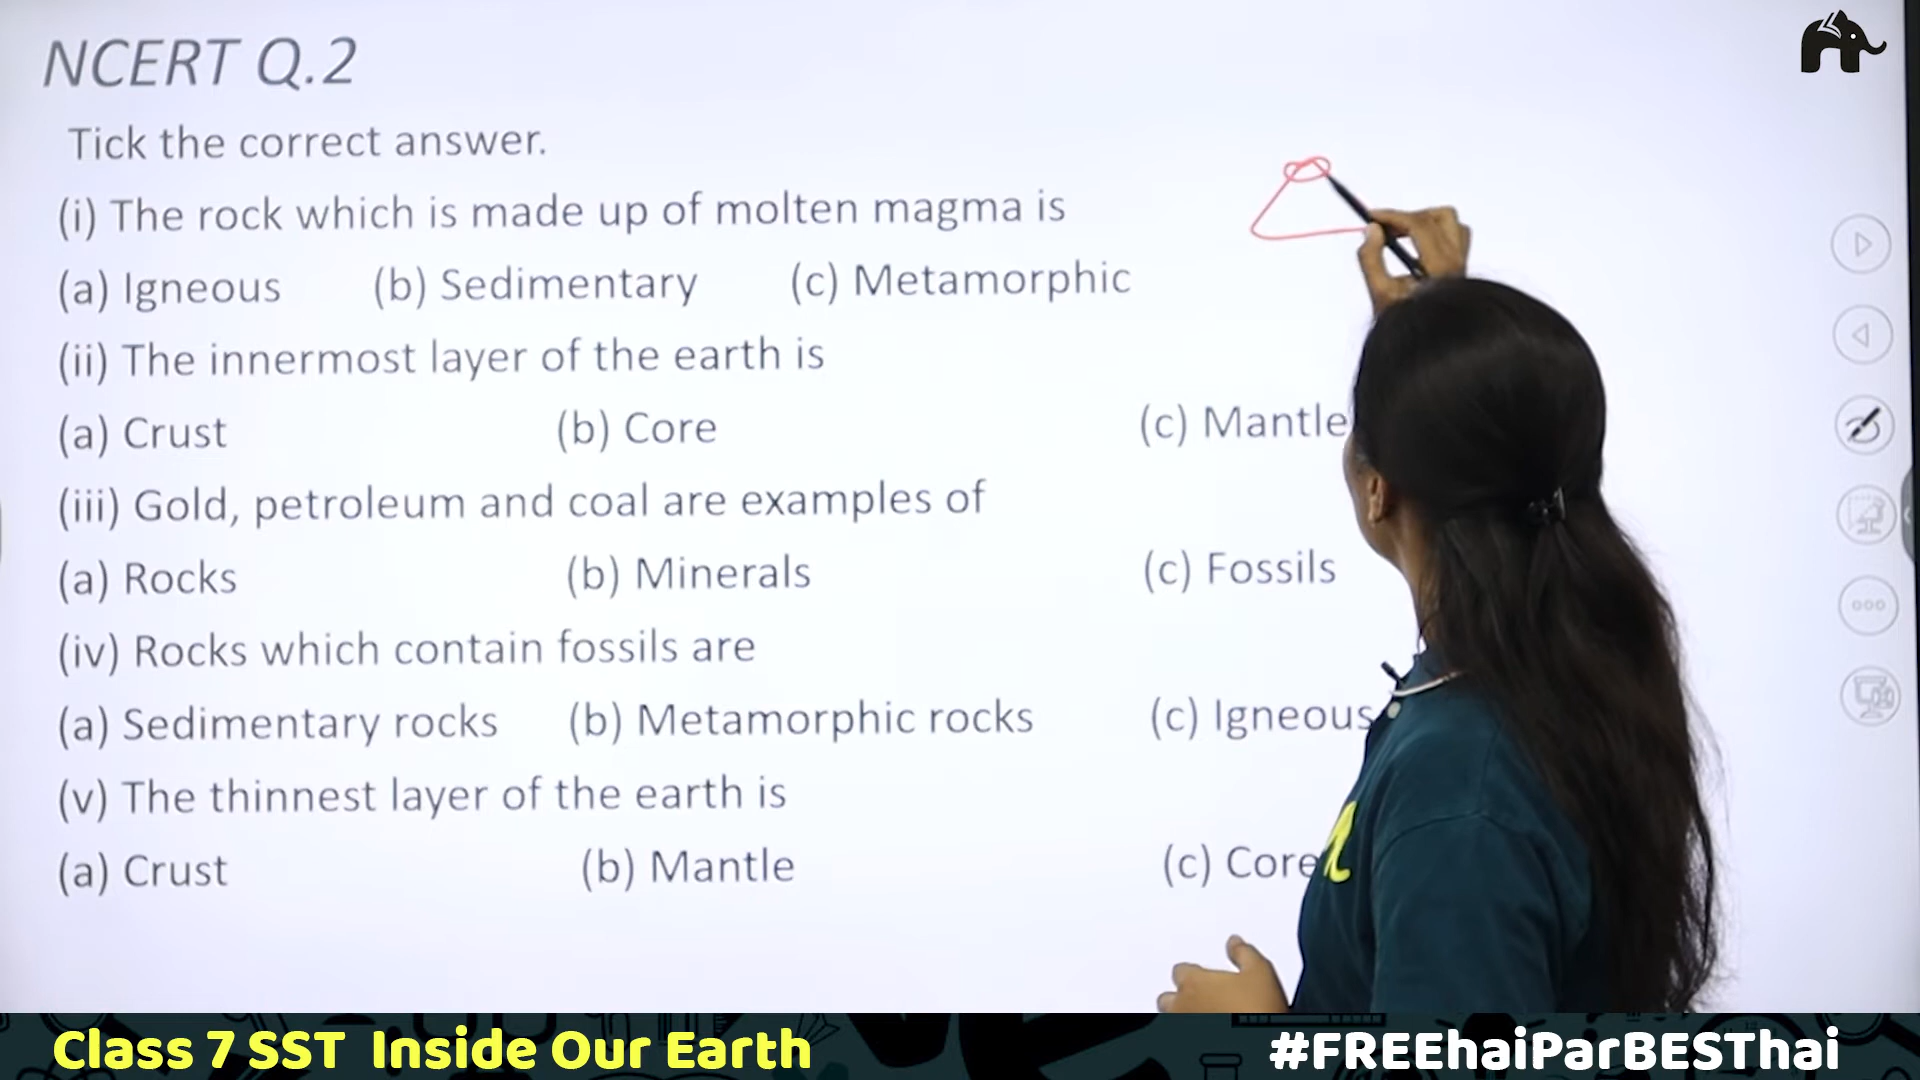 NCERT Q.2
Tick the correct answer.
(i) The rock which is made up of molten magma is
(a) Igneous (b) Sedimentary (c) Metamorphic
(ii) The innermost layer of the earth is
(a) Crust (b) Core (c) Mantle
(iii) Gold, petroleum and coal are examples of
(a) Rocks (b) Minerals (c) Fossils
(iv) Rocks which contain fossils are
(a) Sedimentary rocks (b) Metamorphic rocks (c) Igneous
(v) The thinnest layer of the earth is
(a) Crust (b) Mantle (c) Core
Class 7 SST Inside Our Earth #FREEhaiParBESThai